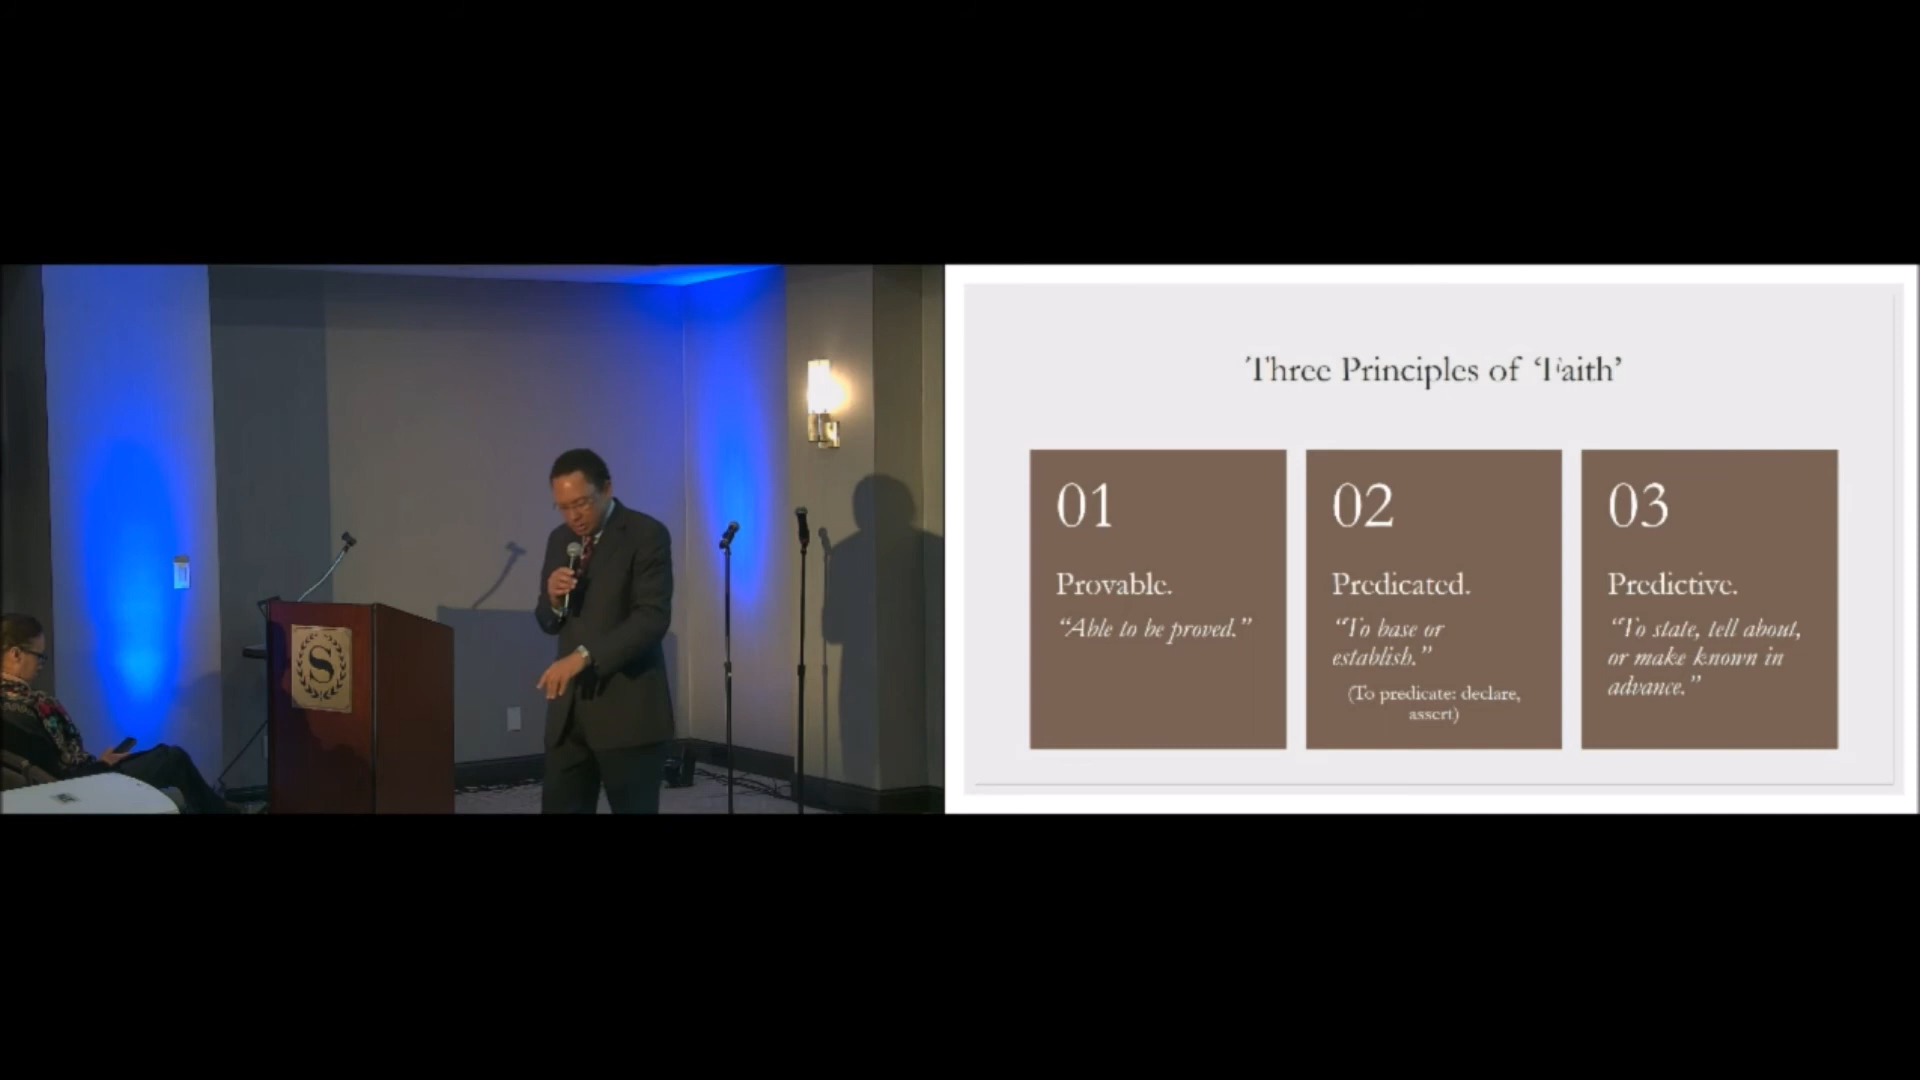 S
Three Principles of ‘Faith’
01
Provable.
“Able to be proved.”
02
Predicated.
“To base or
establish.”
(To predicate: declare,
assert)
03
Predictive.
“To state, tell about,
or make known in
advance.”